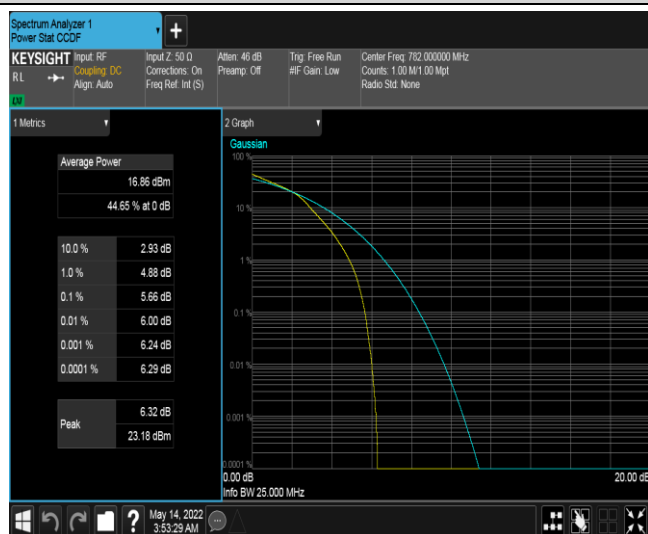 Spectrum Analyzer 1
Power Stat CCDF
+
KEYSIGHT
RL
LXI
Input: RF
Coupling: DC
Align: Auto
Input Z: 50 Ω
Corrections: On
Freq Ref: Int (S)
Atten: 46 dB
Preamp: Off
Trig: Free Run
#IF Gain: Low
Center Freq: 782.000000 MHz
Counts: 1.00 M/1.00 Mpt
Radio Std: None
1 Metrics
Average Power
16.86 dBm
44.65 % at 0 dB
10.0 % 2.93 dB
1.0 % 4.88 dB
0.1 % 5.66 dB
0.01 % 6.00 dB
0.001 % 6.24 dB
0.0001 % 6.29 dB
Peak
6.32 dB
23.18 dBm
2 Graph
Gaussian
100 %
10 %
1 %
0.1 %
0.01 %
0.001 %
0.0001 %
0.00 dB 20.00 dB
Info BW 25.000 MHz
?
May 14, 2022
3:53:29 AM